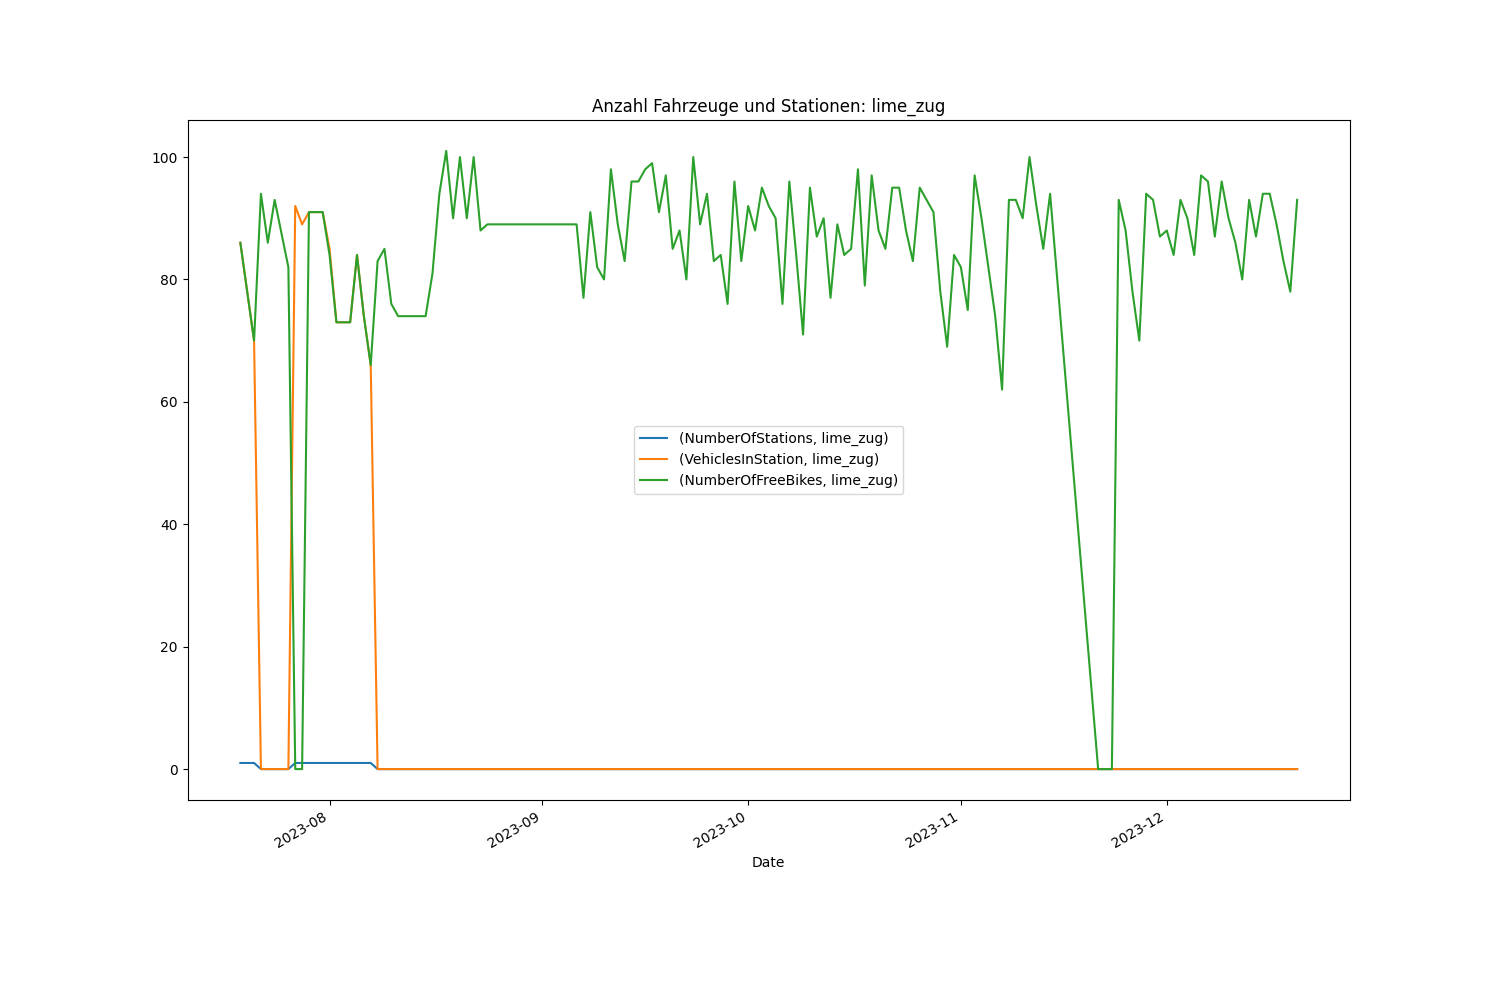 Anzahl Fahrzeuge und Stationen: lime_zug
100
80
60
40
20
0
(NumberOfStations, lime_zug)
(VehiclesInStation, lime_zug)
(NumberOfFreeBikes, lime_zug)
2023-08
2023-09
2023-10
2023-11
2023-12
Date